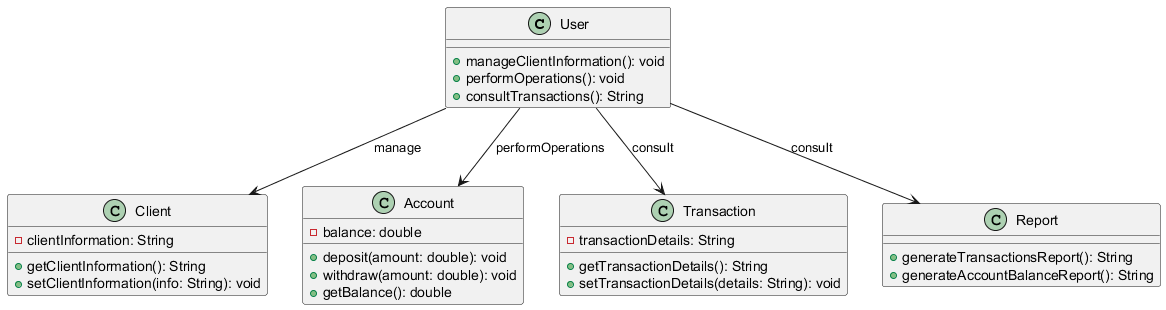 C User
manageClientInformation(): void
performOperations(): void
consultTransactions(): String
manage
performOperations
consult
consult
C Client
clientInformation: String
getClientInformation(): String
setClientInformation(info: String): void
C Account
balance: double
deposit(amount: double): void
withdraw(amount: double): void
getBalance(): double
C Transaction
transactionDetails: String
getTransactionDetails(): String
setTransactionDetails(details: String): void
C Report
generateTransactionsReport(): String
generateAccountBalanceReport(): String